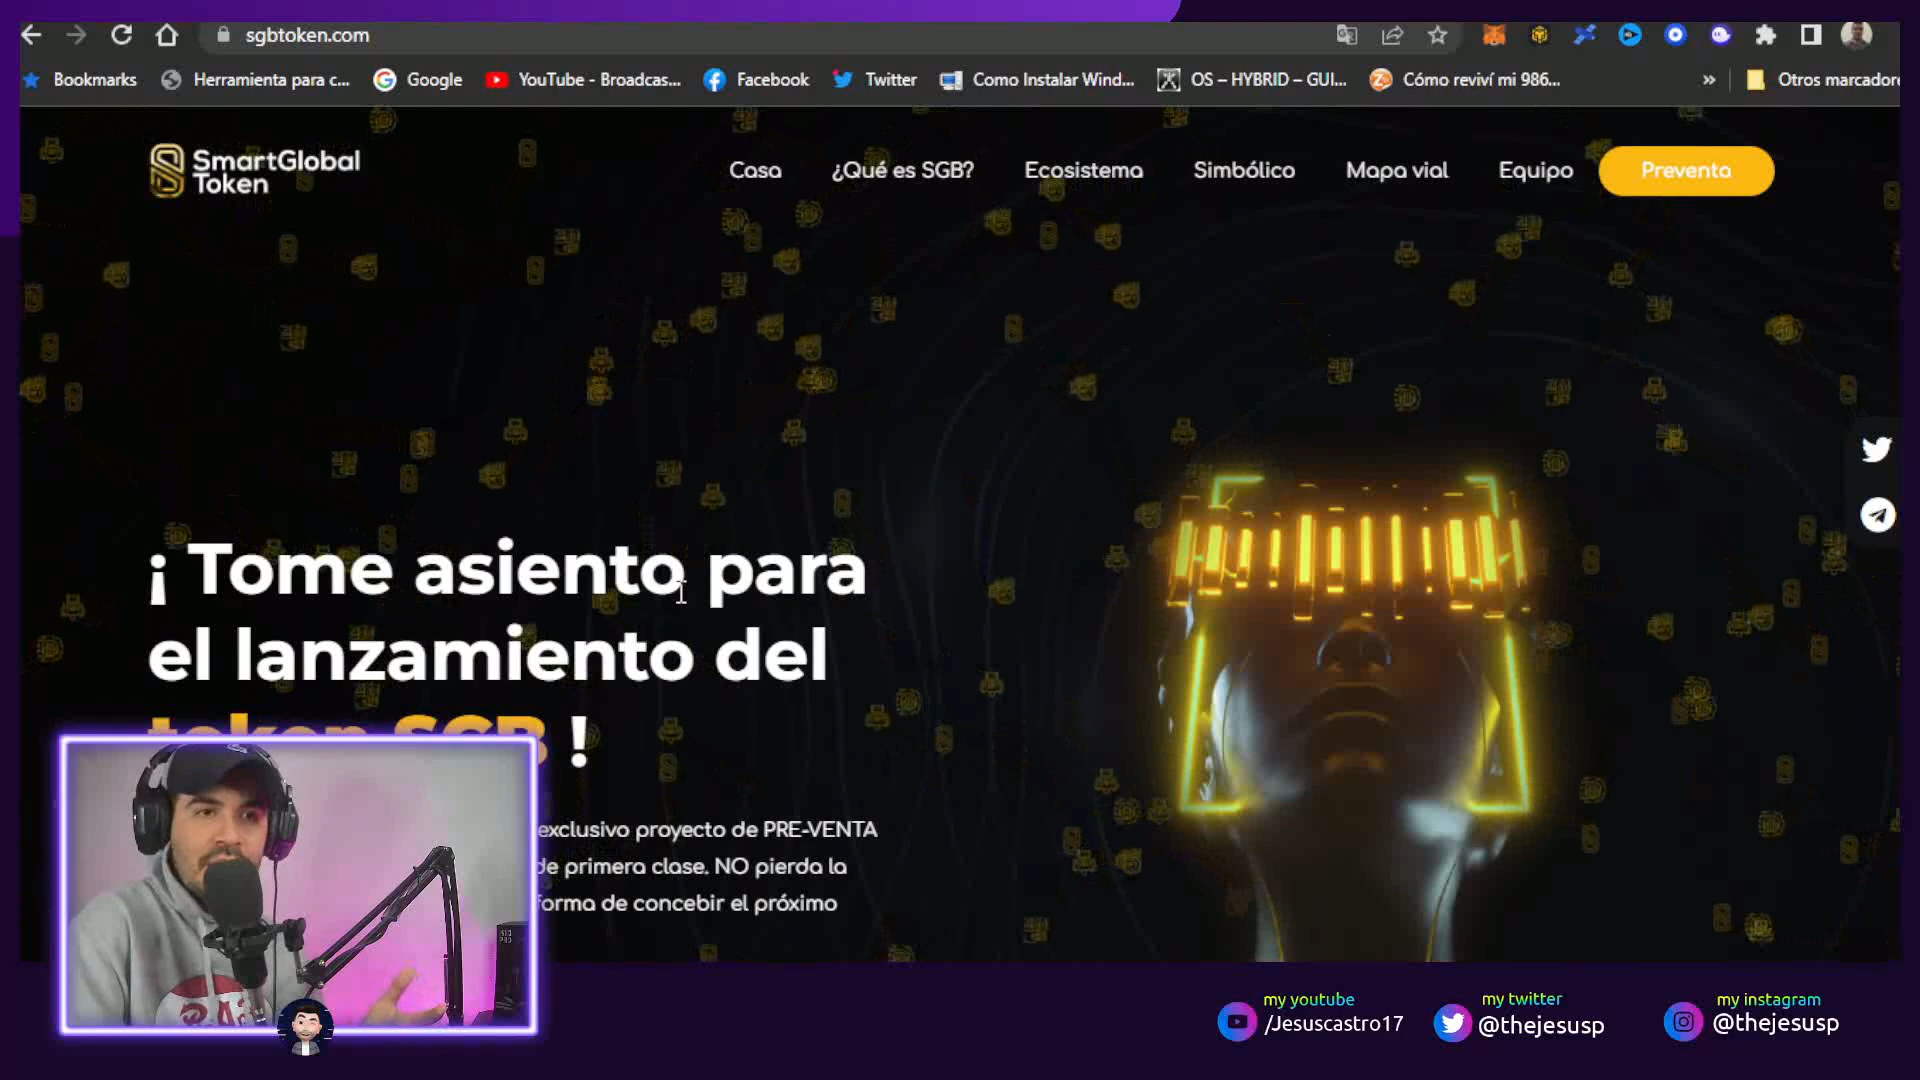 sgbtoken.com
Bookmarks Herramienta para c... Google YouTube - Broadcas... Facebook Twitter Como Instalar Wind... OS – HYBRID – GUI... Cómo reviví mi 986... » Otros marcadore
SmartGlobal
Token
Casa ¿Qué es SGB? Ecosistema Simbólico Mapa vial Equipo Preventa
¡ Tome asiento para
el lanzamiento del
token SGB !
exclusivo proyecto de PRE-VENTA
de primera clase. NO pierda la
forma de concebir el próximo
my youtube
/Jesuscastro17
my twitter
@thejesusp
my instagram
@thejesusp